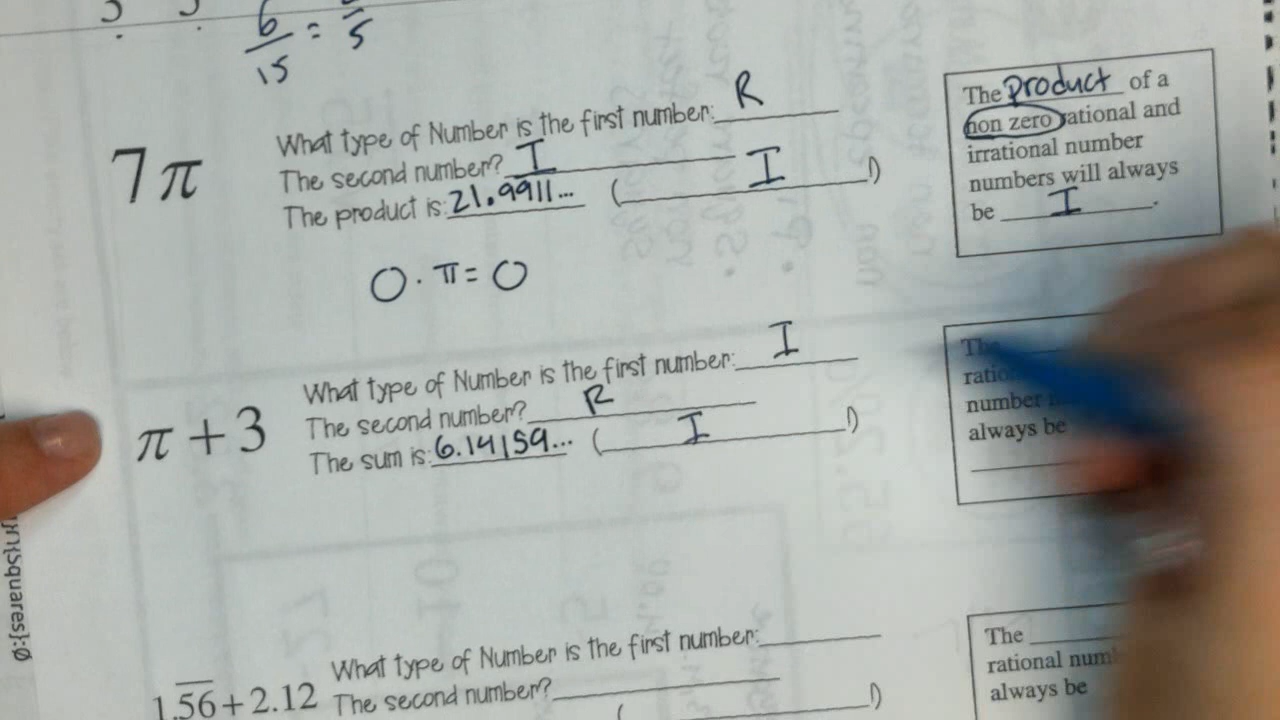 6/15 = /5
7π
What type of Number is the first number: R
The second number? I
The product is: 21.9911... ( I )
0 · π = 0
The product of a
non zero rational and
irrational number
numbers will always
be I.
π + 3
What type of Number is the first number: I
The second number? R
The sum is: 6.14159... ( I )
The
number
always be
1.5̅6̅ + 2.12
What type of Number is the first number:
The second number?
The
rational
always be